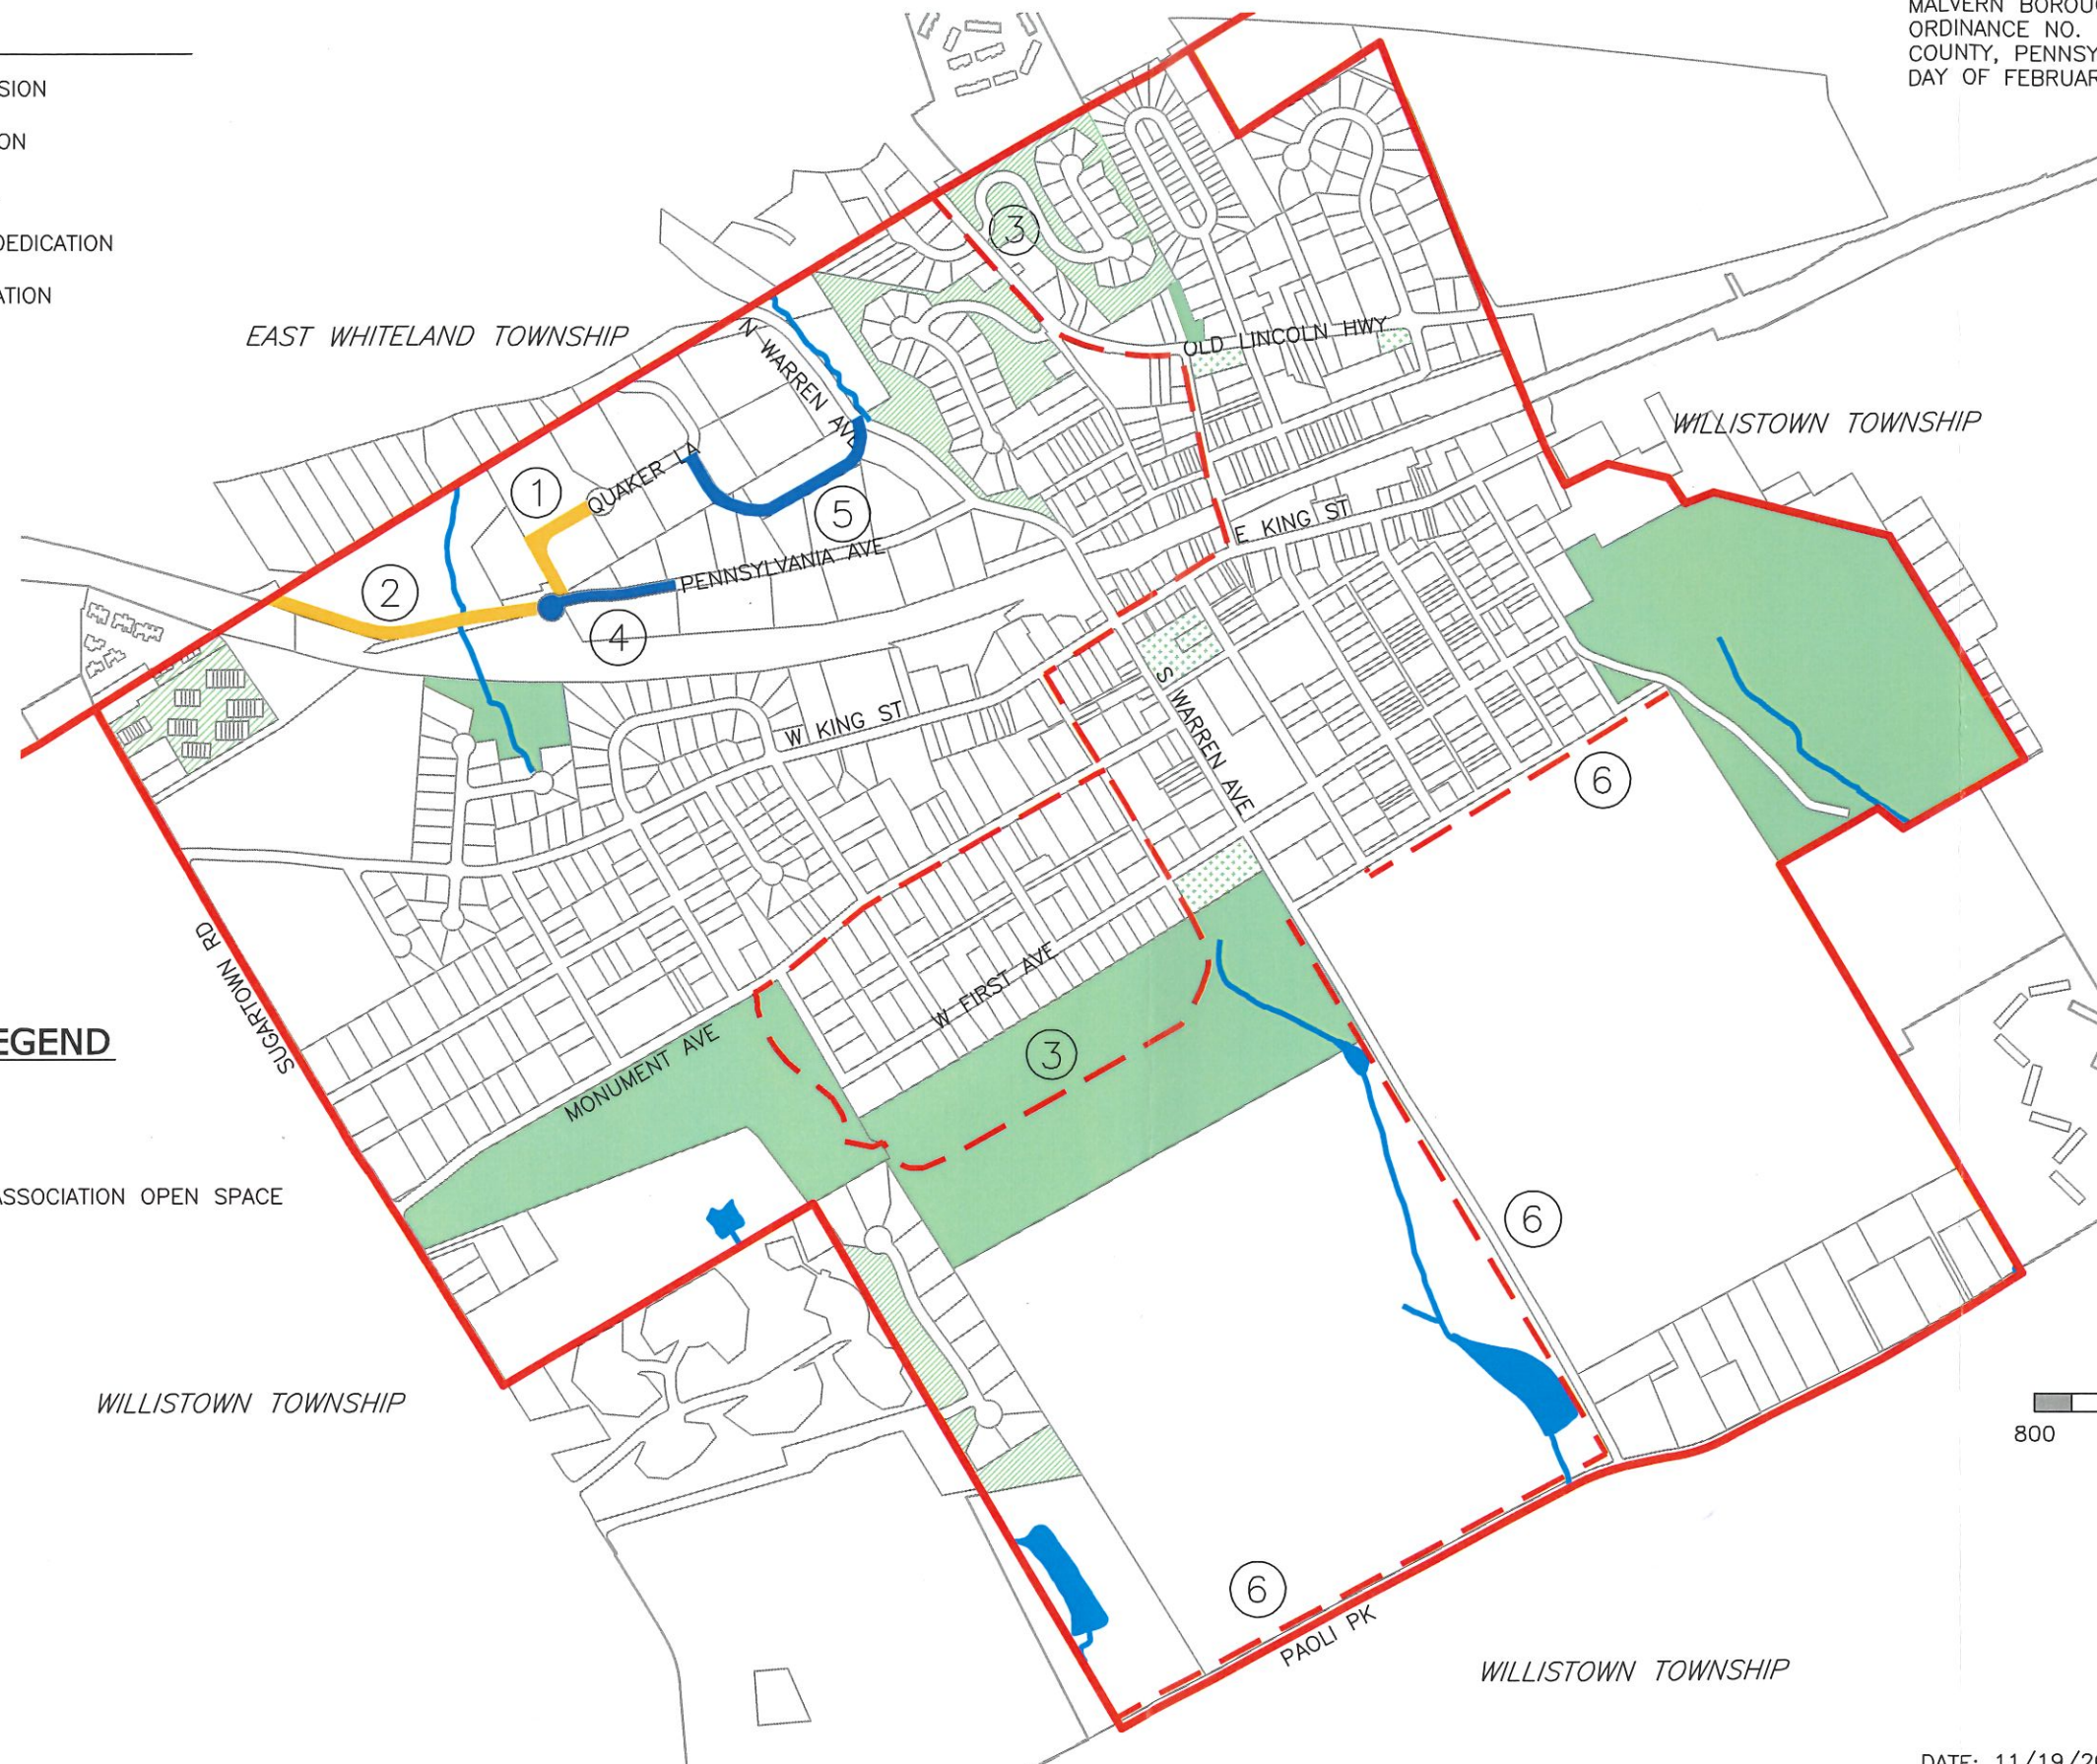 MALVERN BOROU
ORDINANCE NO.
COUNTY, PENNSY
DAY OF FEBRUAR
SION
ON
DEDICATION
ATION
EAST WHITELAND TOWNSHIP
3
N WARREN AVE
OLD LINCOLN HWY
WILLISTOWN TOWNSHIP
1
QUAKER LA
5
E KING ST
PENNSYLVANIA AVE
2
4
W KING ST
S WARREN AVE
6
SUGARTOWN RD
W FIRST AVE
EGEND
MONUMENT AVE
3
ASSOCIATION OPEN SPACE
6
WILLISTOWN TOWNSHIP
800
6
PAOLI PK
WILLISTOWN TOWNSHIP
DATE: 11/19/2